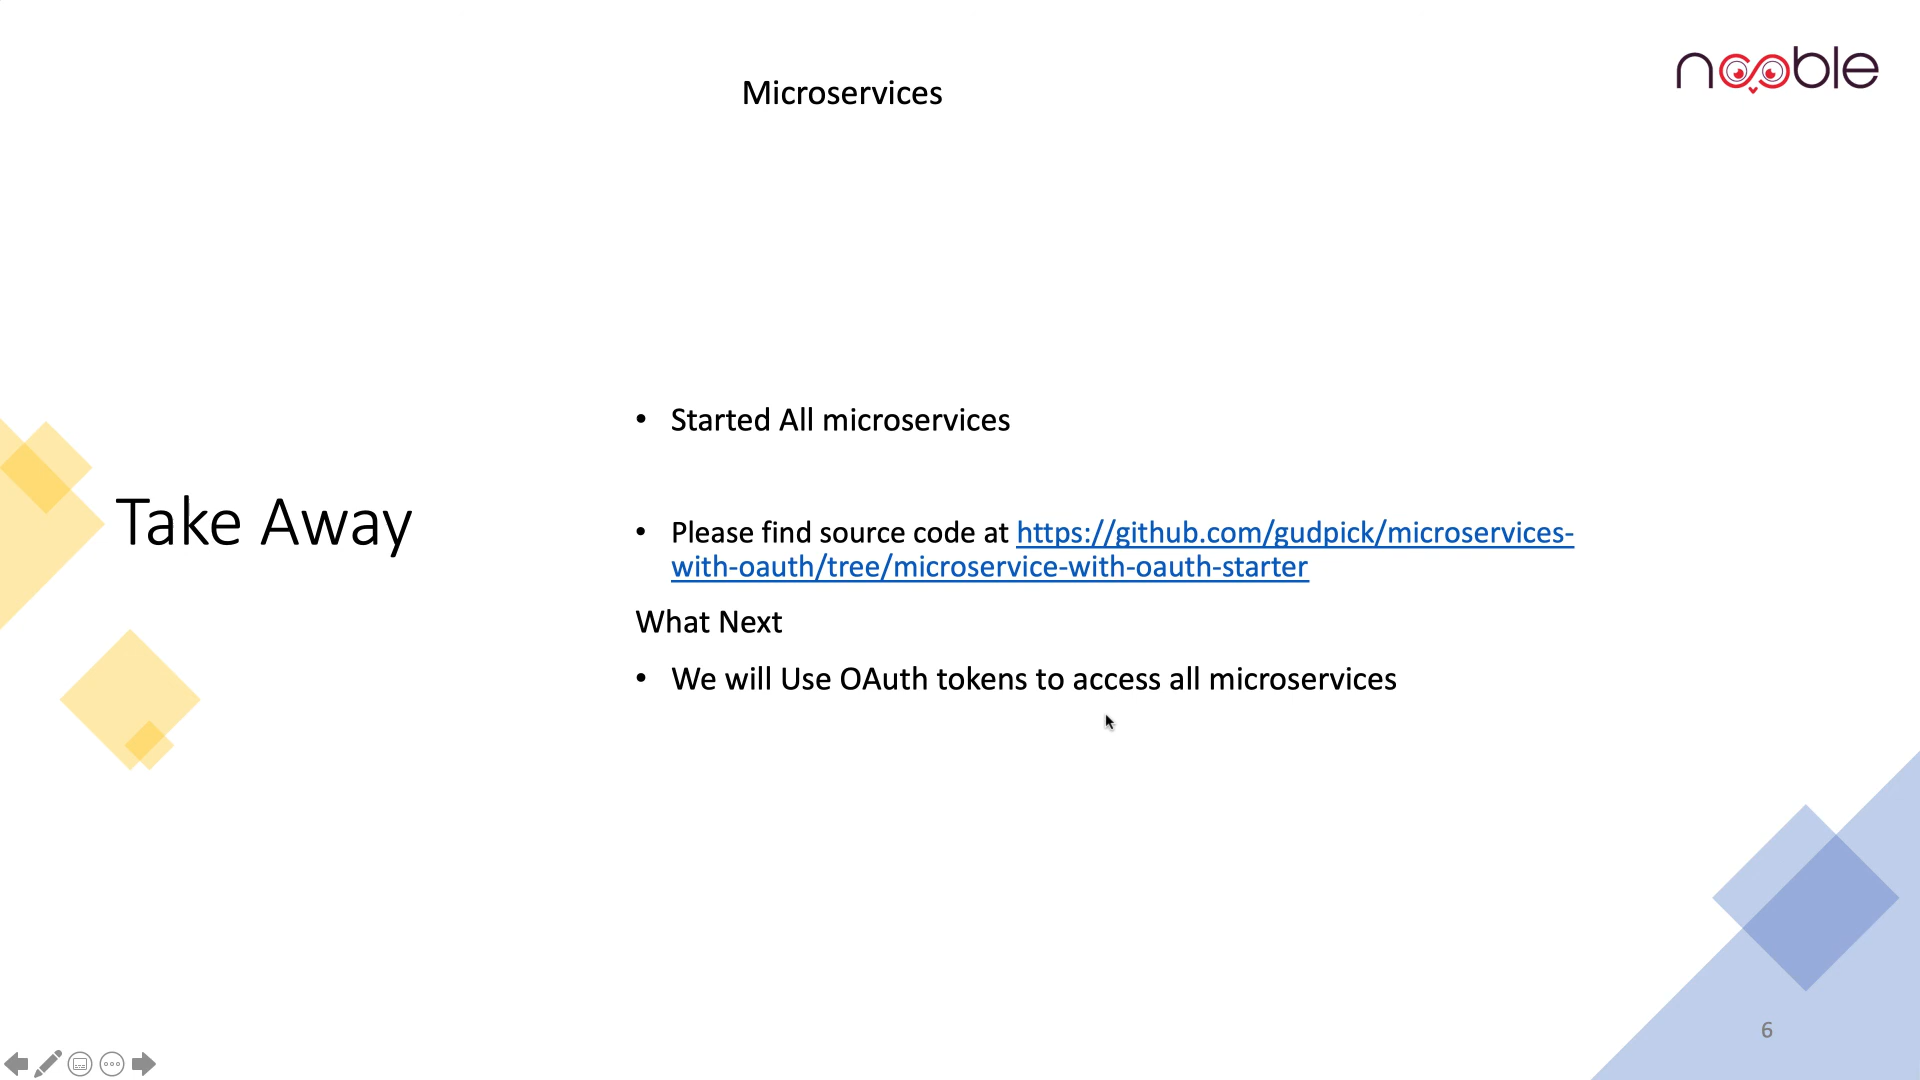 nooble
Microservices
• Started All microservices
Take Away
• Please find source code at https://github.com/gudpick/microservices-
with-oauth/tree/microservice-with-oauth-starter
What Next
• We will Use OAuth tokens to access all microservices
6